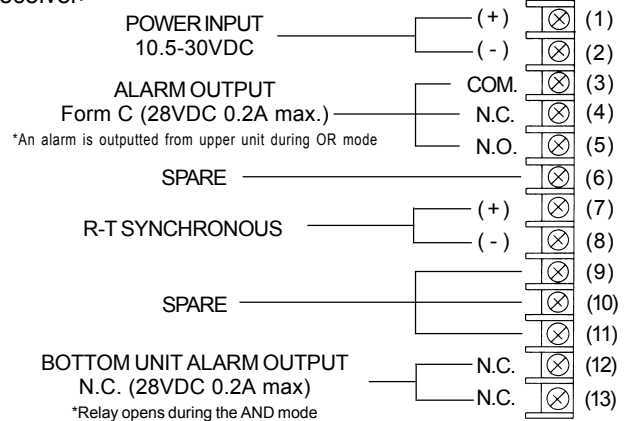 POWER INPUT (+) (1)
10.5-30VDC (-) (2)
ALARM OUTPUT COM. (3)
Form C (28VDC 0.2A max.) N.C. (4)
*An alarm is outputted from upper unit during OR mode N.O. (5)
SPARE (6)
R-T SYNCHRONOUS (+) (7)
(-) (8)
(9)
SPARE (10)
(11)
BOTTOM UNIT ALARM OUTPUT N.C. (12)
N.C. (28VDC 0.2A max) N.C. (13)
*Relay opens during the AND mode